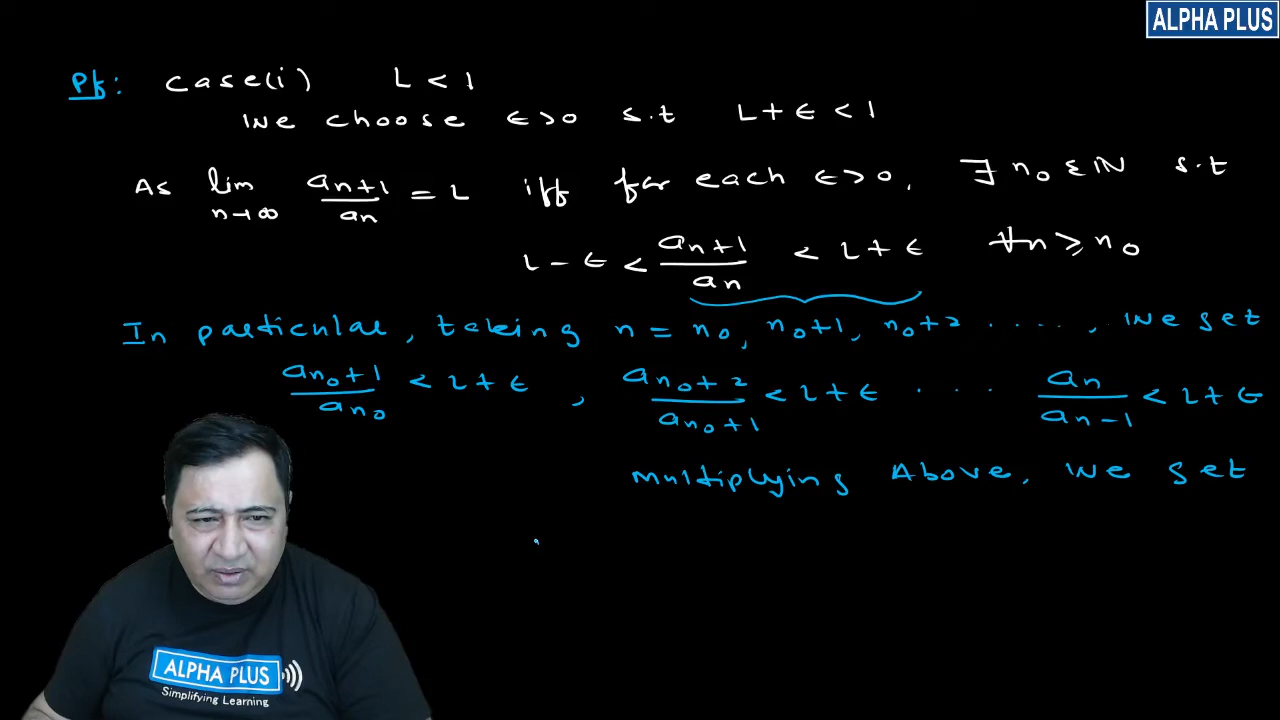 ALPHA PLUS
Pf: case(i) L < 1
We choose ϵ>0 s.t L+ϵ < 1
As lim n→∞ an+1/an = L iff for each ϵ>0, ∃ n0 ∈ IN s.t
L-ϵ < an+1/an < L+ϵ ∀n ≥ n0
In particular, taking n = n0, n0+1, n0+2 ....., we get
an0+1/an0 < L+ϵ, an0+2/an0+1 < L+ϵ ... an/an-1 < L+ϵ
multiplying Above, we get
ALPHA PLUS
Simplifying Learning